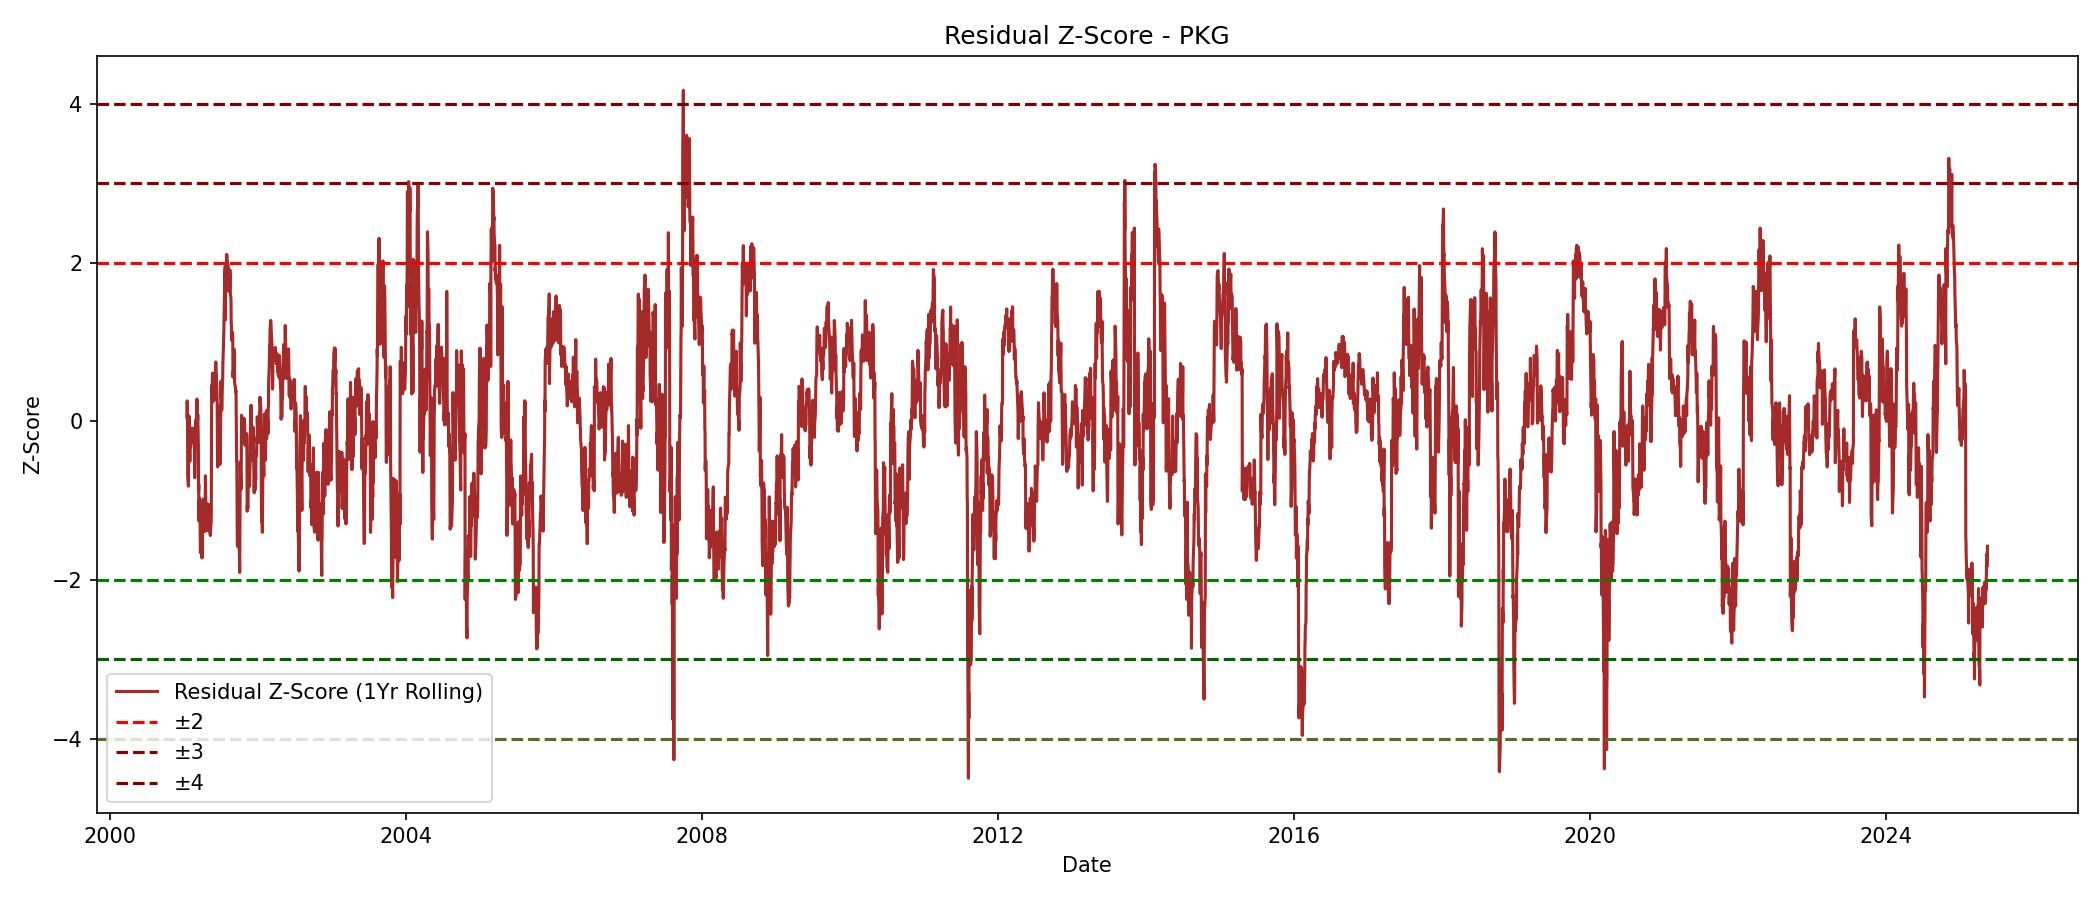 Residual Z-Score - PKG
Z-Score
4
2
0
−2
−4
Residual Z-Score (1Yr Rolling)
±2
±3
±4
2000 2004 2008 2012 2016 2020 2024
Date